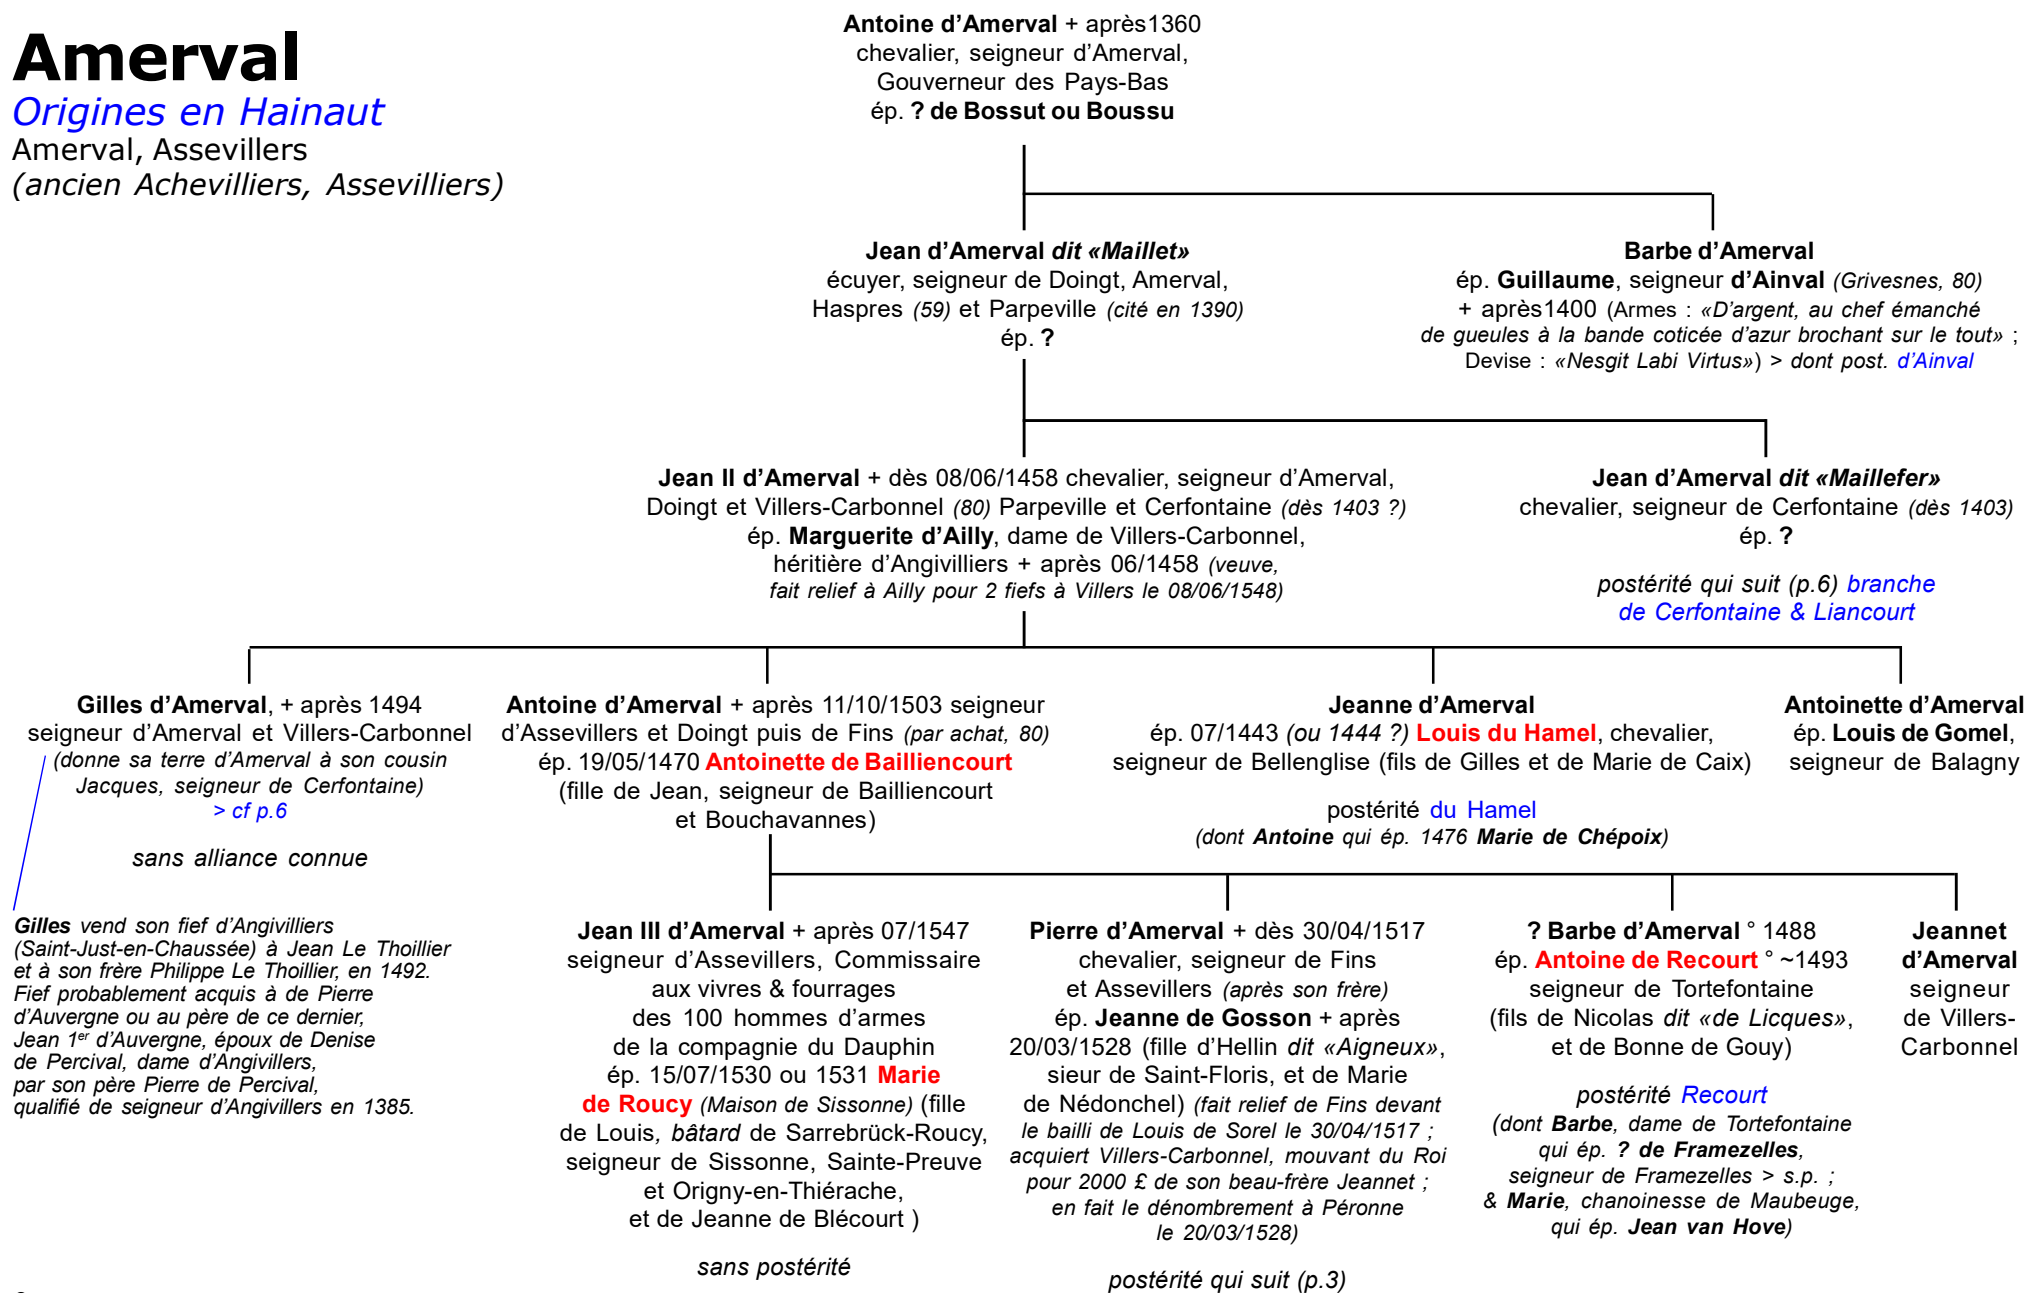 Amerval
Origines en Hainaut
Amerval, Assevillers
(ancien Achevilliers, Assevilliers)
Antoine d’Amerval + après1360
chevalier, seigneur d’Amerval,
Gouverneur des Pays-Bas
ép. ? de Bossut ou Boussu
Jean d’Amerval dit «Maillet»
écuyer, seigneur de Doingt, Amerval,
Haspres (59) et Parpeville (cité en 1390)
ép. ?
Barbe d’Amerval
ép. Guillaume, seigneur d’Ainval (Grivesnes, 80)
+ après1400 (Armes : «D’argent, au chef émanché
de gueules à la bande coticée d’azur brochant sur le tout» ;
Devise : «Nesgit Labi Virtus») > dont post. d’Ainval
Jean II d’Amerval + dès 08/06/1458 chevalier, seigneur d’Amerval,
Doingt et Villers-Carbonnel (80) Parpeville et Cerfontaine (dès 1403 ?)
ép. Marguerite d’Ailly, dame de Villers-Carbonnel,
héritière d’Angivilliers + après 06/1458 (veuve,
fait relief à Ailly pour 2 fiefs à Villers le 08/06/1548)
Jean d’Amerval dit «Maillefer»
chevalier, seigneur de Cerfontaine (dès 1403)
ép. ?
postérité qui suit (p.6) branche
de Cerfontaine & Liancourt
Gilles d’Amerval, + après 1494
seigneur d’Amerval et Villers-Carbonnel
(donne sa terre d’Amerval à son cousin
Jacques, seigneur de Cerfontaine)
> cf p.6
sans alliance connue
Antoine d’Amerval + après 11/10/1503 seigneur
d’Assevillers et Doingt puis de Fins (par achat, 80)
ép. 19/05/1470 Antoinette de Bailliencourt
(fille de Jean, seigneur de Bailliencourt
et Bouchavannes)
Jeanne d’Amerval
ép. 07/1443 (ou 1444 ?) Louis du Hamel, chevalier,
seigneur de Bellenglise (fils de Gilles et de Marie de Caix)
postérité du Hamel
(dont Antoine qui ép. 1476 Marie de Chépoix)
Antoinette d’Amerval
ép. Louis de Gomel,
seigneur de Balagny
Gilles vend son fief d’Angivilliers
(Saint-Just-en-Chaussée) à Jean Le Thoillier
et à son frère Philippe Le Thoillier, en 1492.
Fief probablement acquis à de Pierre
d’Auvergne ou au père de ce dernier,
Jean 1er d’Auvergne, époux de Denise
de Percival, dame d’Angivillers,
par son père Pierre de Percival,
qualifié de seigneur d’Angivillers en 1385.
Jean III d’Amerval + après 07/1547
seigneur d’Assevillers, Commissaire
aux vivres & fourrages
des 100 hommes d’armes
de la compagnie du Dauphin
ép. 15/07/1530 ou 1531 Marie
de Roucy (Maison de Sissonne) (fille
de Louis, bâtard de Sarrebrück-Roucy,
seigneur de Sissonne, Sainte-Preuve
et Origny-en-Thiérache,
et de Jeanne de Blécourt )
sans postérité
Pierre d’Amerval + dès 30/04/1517
chevalier, seigneur de Fins
et Assevillers (après son frère)
ép. Jeanne de Gosson + après
20/03/1528 (fille d’Hellin dit «Aigneux»,
sieur de Saint-Floris, et de Marie
de Nédonchel) (fait relief de Fins devant
le bailli de Louis de Sorel le 30/04/1517 ;
acquiert Villers-Carbonnel, mouvant du Roi
pour 2000 £ de son beau-frère Jeannet ;
en fait le dénombrement à Péronne
le 20/03/1528)
postérité qui suit (p.3)
? Barbe d’Amerval ° 1488
ép. Antoine de Recourt ° ~1493
seigneur de Tortefontaine
(fils de Nicolas dit «de Licques»,
et de Bonne de Gouy)
postérité Recourt
(dont Barbe, dame de Tortefontaine
qui ép. ? de Framezelles,
seigneur de Framezelles > s.p. ;
& Marie, chanoinesse de Maubeuge,
qui ép. Jean van Hove)
Jeannet
d’Amerval
seigneur
de Villers-
Carbonnel